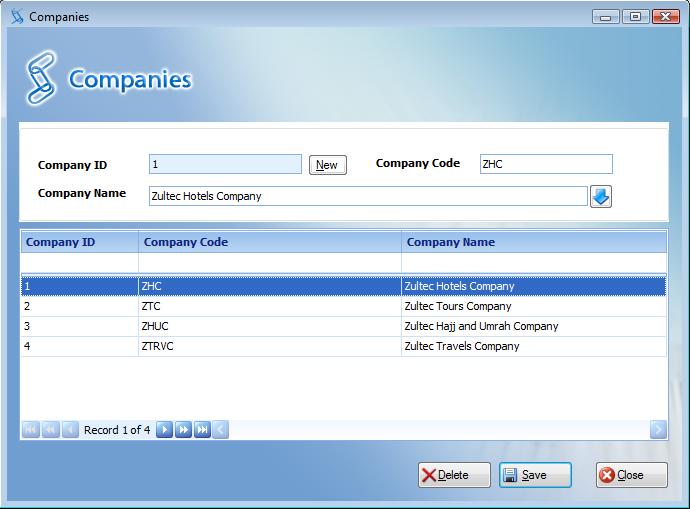 Companies
Companies
Company ID 1 New Company Code ZHC
Company Name Zultec Hotels Company
Company ID Company Code Company Name
1 ZHC Zultec Hotels Company
2 ZTC Zultec Tours Company
3 ZHUC Zultec Hajj and Umrah Company
4 ZTRVC Zultec Travels Company
Record 1 of 4
Delete Save Close